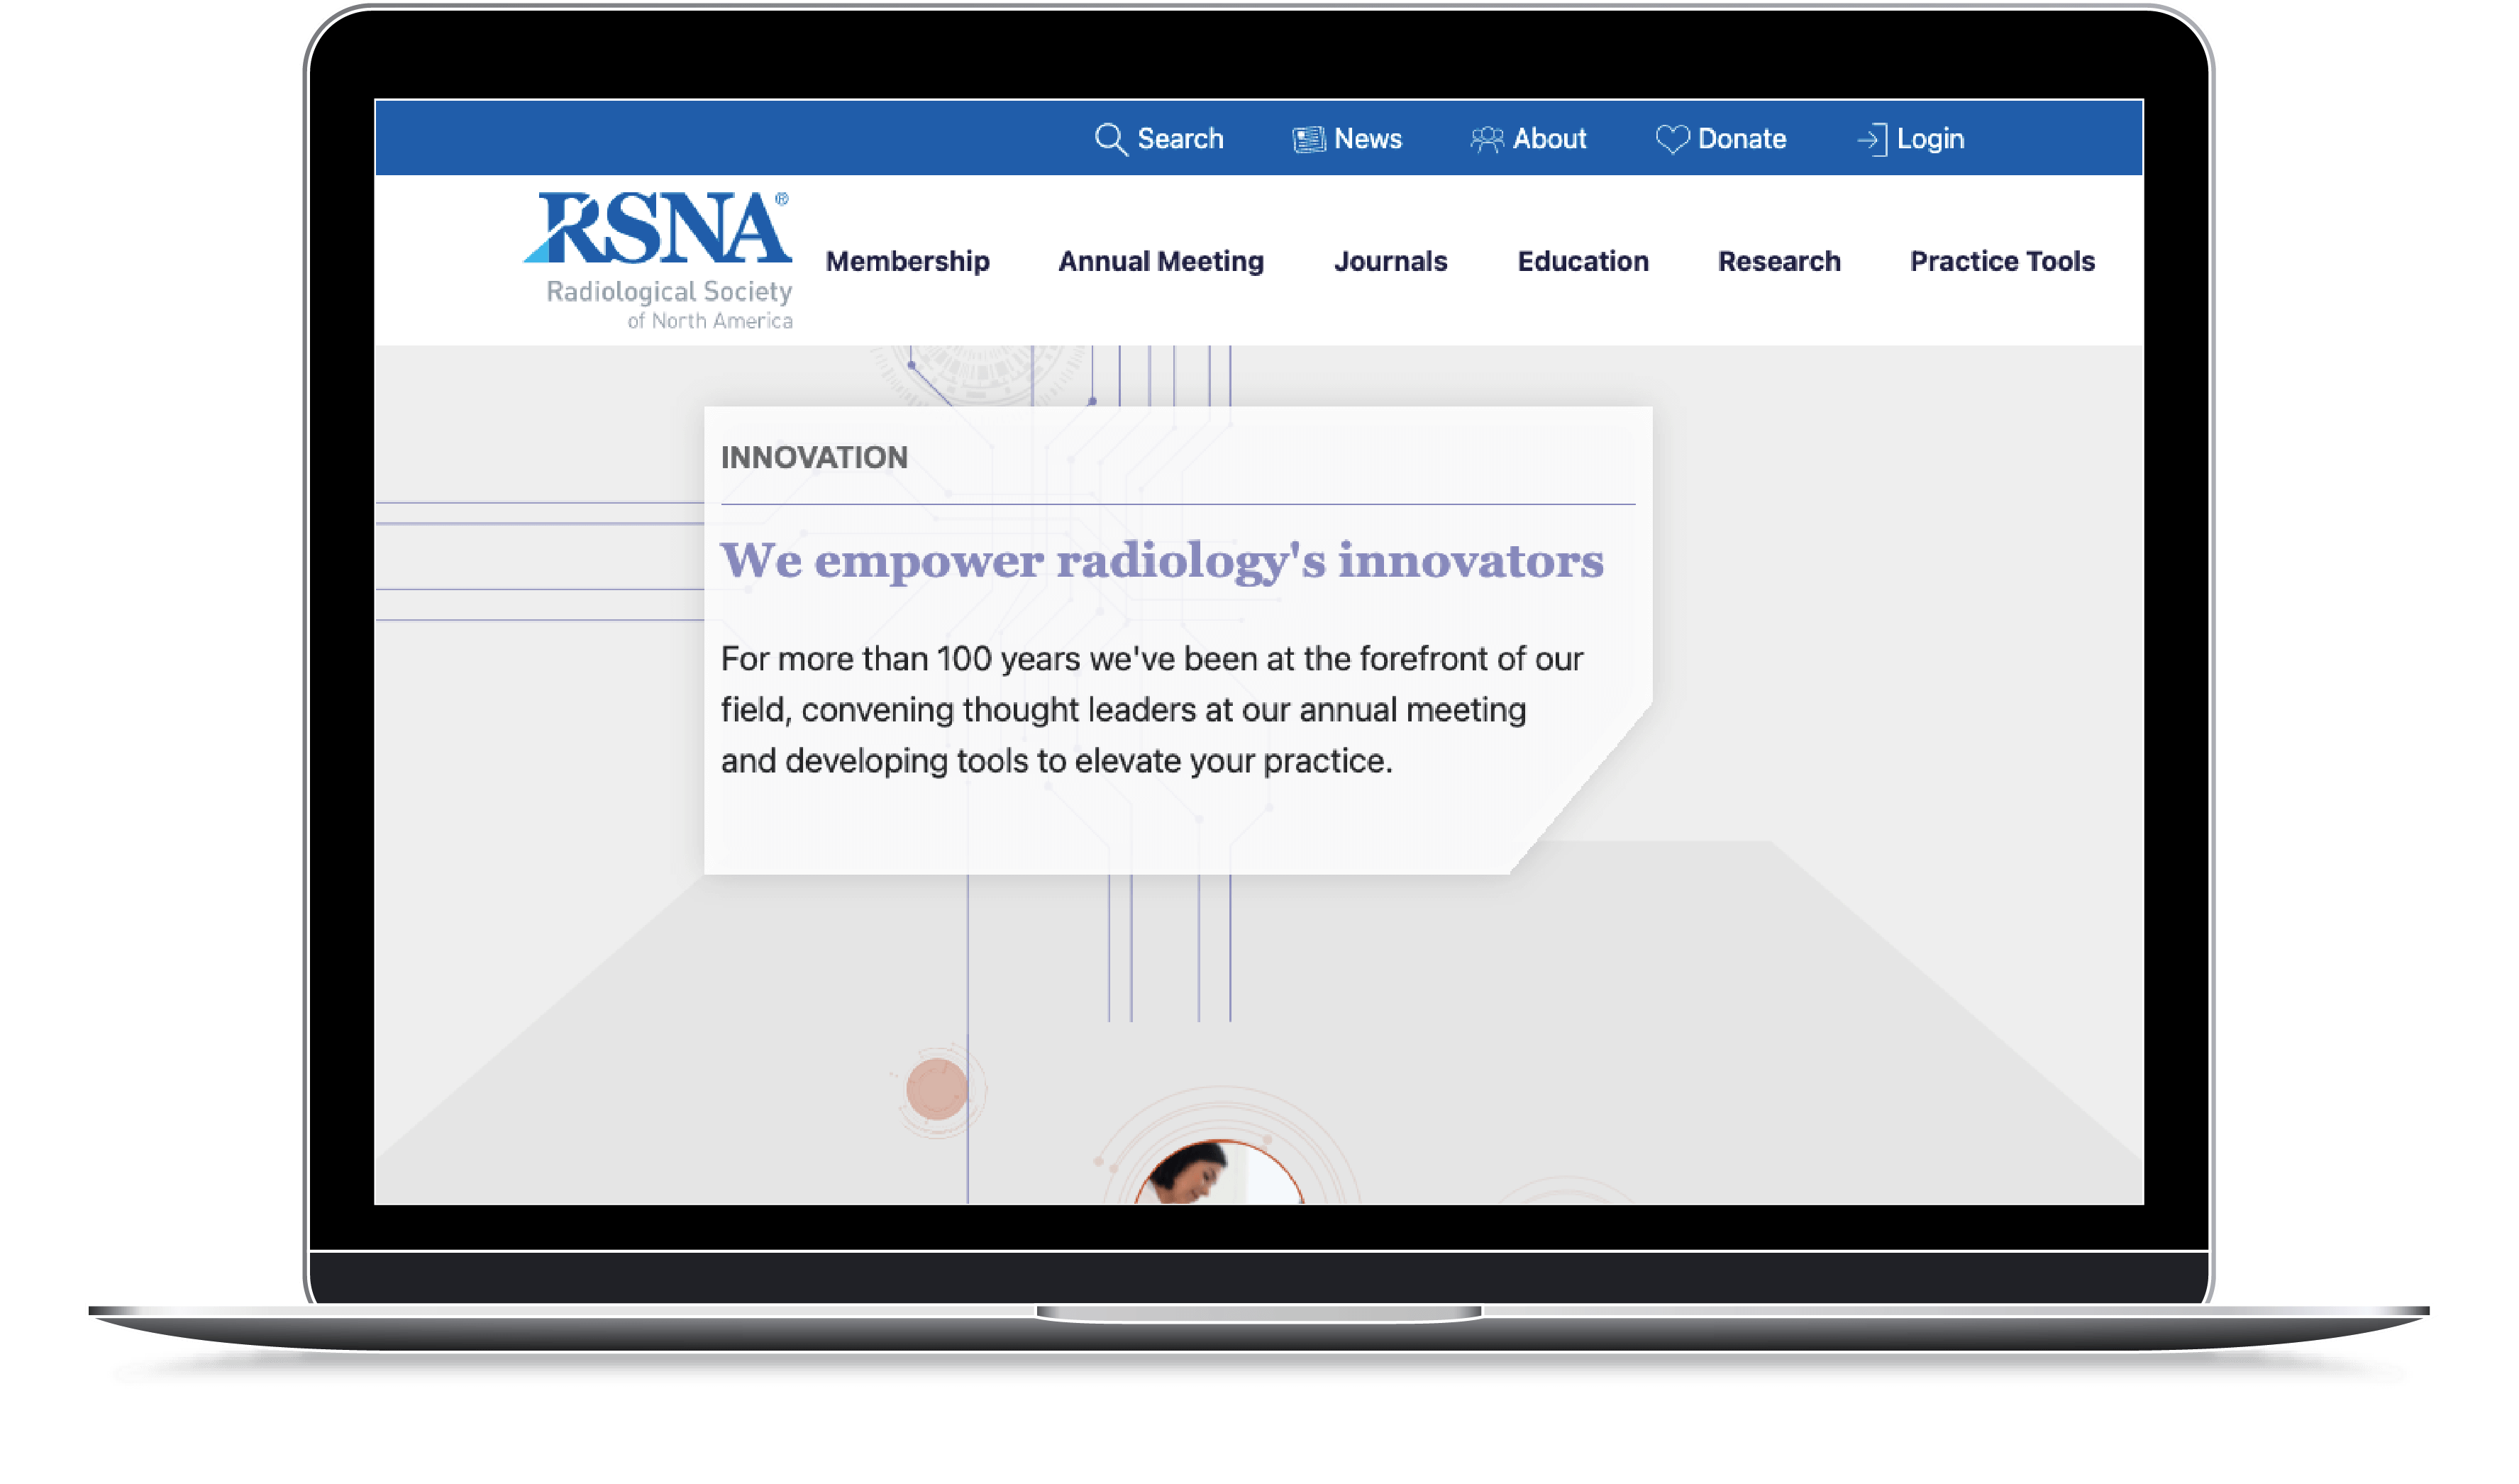 Search News About Donate Login
RSNA®
Radiological Society
of North America
Membership Annual Meeting Journals Education Research Practice Tools
INNOVATION
We empower radiology's innovators
For more than 100 years we've been at the forefront of our
field, convening thought leaders at our annual meeting
and developing tools to elevate your practice.